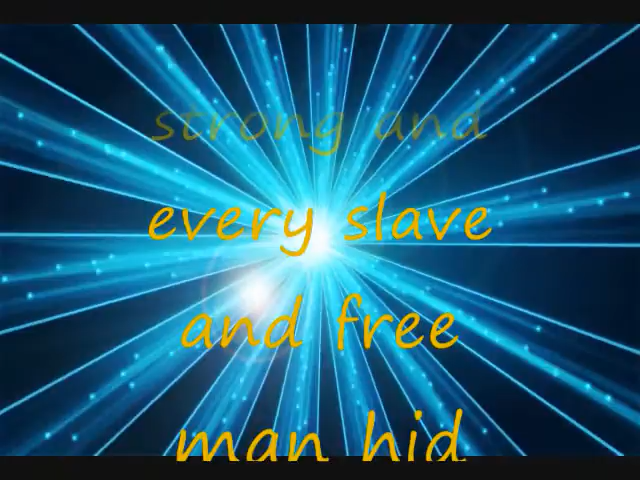 strong and
every slave
and free
man hid